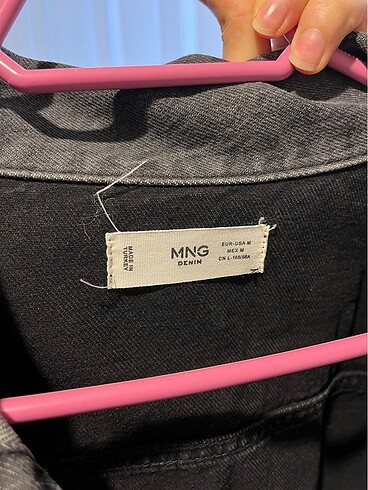 MADE IN
TURKEY
MNG
DENIM
EUR-USA M
MEX M
CN L-165/88A